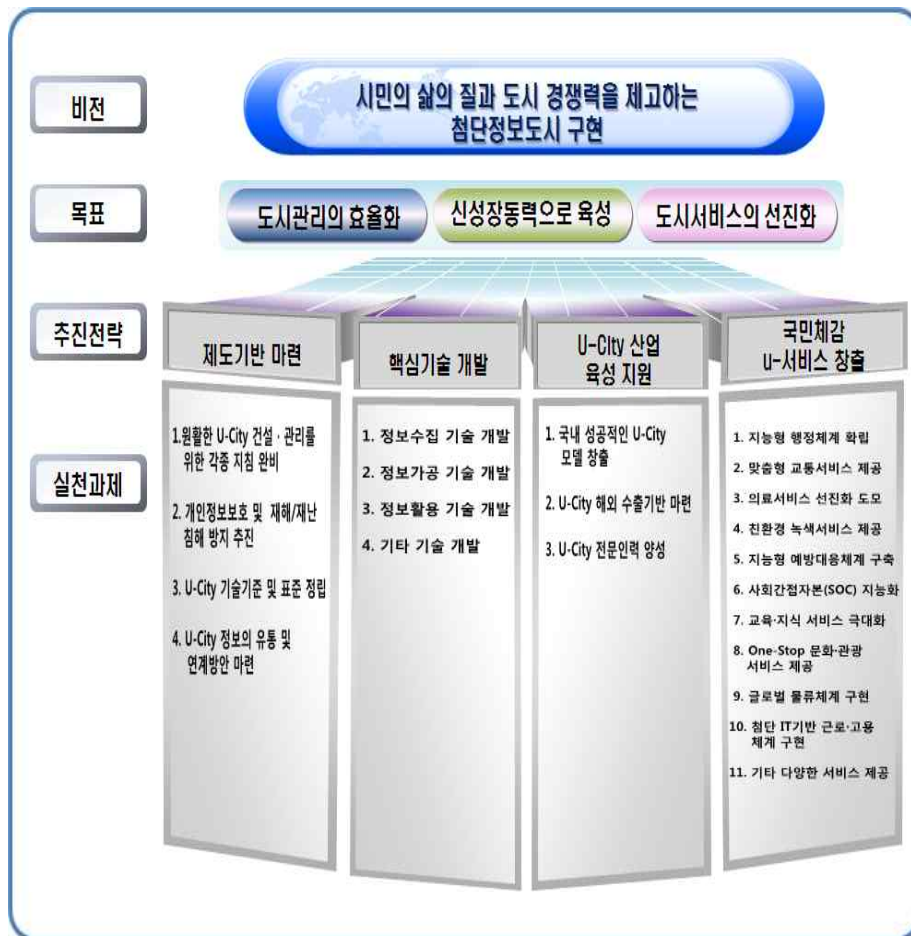 비전
시민의 삶의 질과 도시 경쟁력을 제고하는
첨단정보도시 구현
목표
도시관리의 효율화
신성장동력으로 육성
도시서비스의 선진화
추진전략
제도기반 마련
핵심기술 개발
U-City 산업
육성 지원
국민체감
u-서비스 창출
실천과제
1.원활한 U-City 건설·관리를
위한 각종 지침 완비
2. 개인정보보호 및 재해/재난
침해 방지 추진
3. U-City 기술기준 및 표준 정립
4. U-City 정보의 유통 및
연계방안 마련
1. 정보수집 기술 개발
2. 정보가공 기술 개발
3. 정보활용 기술 개발
4. 기타 기술 개발
1. 국내 성공적인 U-City
모델 창출
2. U-City 해외 수출기반 마련
3. U-City 전문인력 양성
1. 지능형 행정체계 확립
2. 맞춤형 교통서비스 제공
3. 의료서비스 선진화 도모
4. 친환경 녹색서비스 제공
5. 지능형 예방대응체계 구축
6. 사회간접자본(SOC) 지능화
7. 교육·지식 서비스 극대화
8. One-Stop 문화·관광
서비스 제공
9. 글로벌 물류체계 구현
10. 첨단 IT기반 근로·고용
체계 구현
11. 기타 다양한 서비스 제공